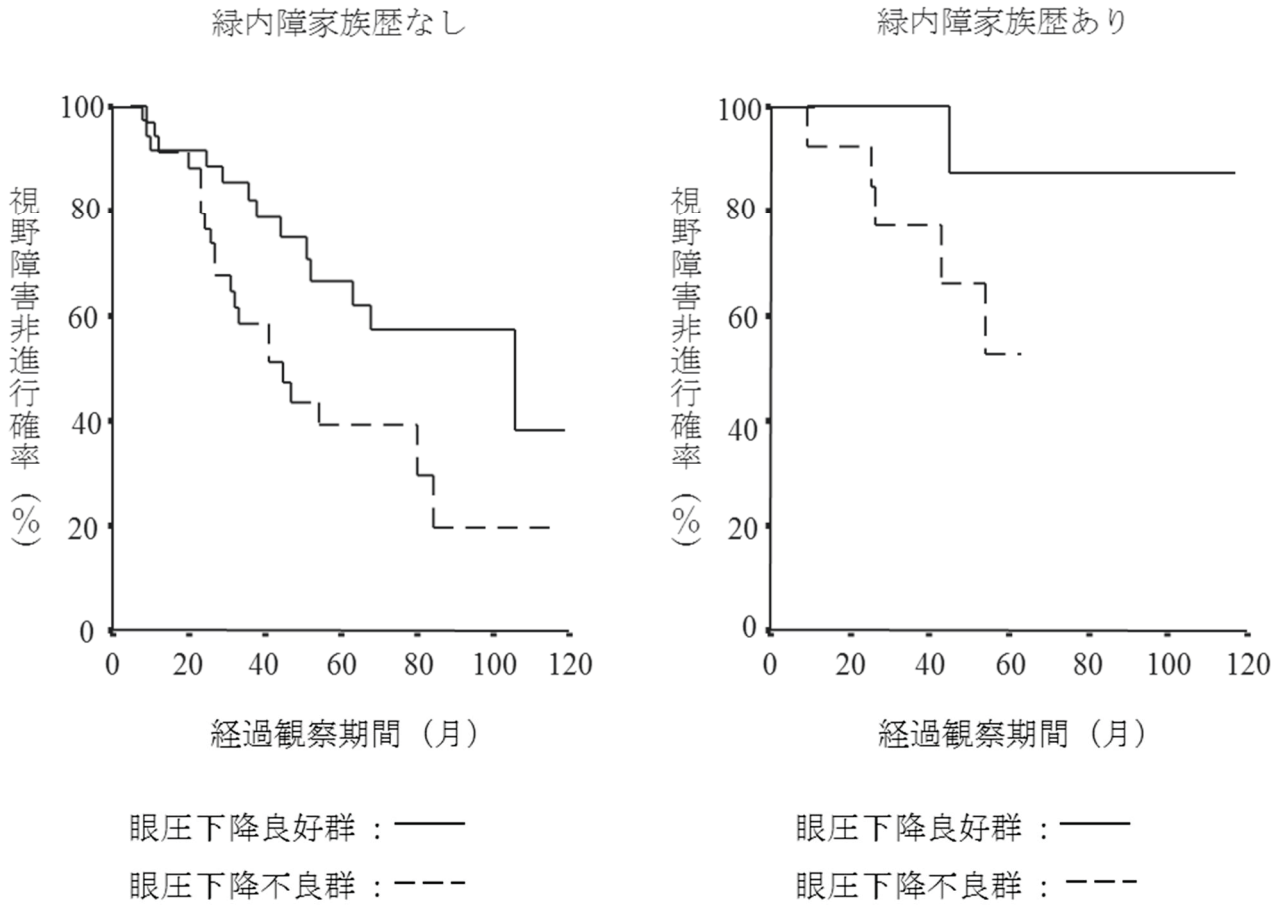 緑内障家族歴なし
視野障害非進行確率(%)
100
80
60
40
20
0
0 20 40 60 80 100 120
経過観察期間(月)
眼圧下降良好群:
眼圧下降不良群:
緑内障家族歴あり
視野障害非進行確率(%)
100
80
60
40
20
0
0 20 40 60 80 100 120
経過観察期間(月)
眼圧下降良好群:
眼圧下降不良群: